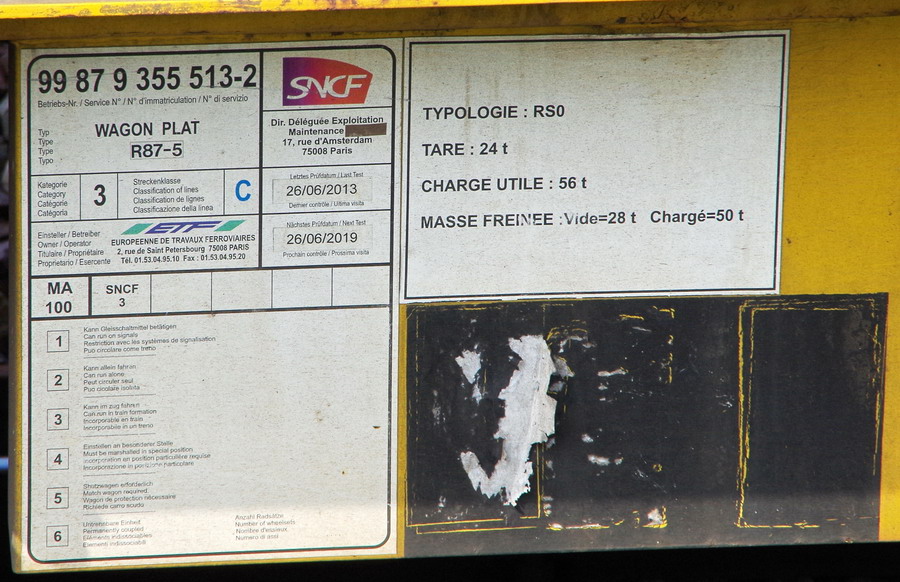 99 87 9 355 513-2
Betriebs-Nr. / Service N° / N° d'immatriculation / N° di servizio
Typ
Type
Type
Tipo
WAGON PLAT
R87-5
SNCF
Dir. Déléguée Exploitation
Maintenance
17, rue d'Amsterdam
75008 Paris
Kategorie
Category
Catégorie
Catégoria
3
Streckenklasse
Classification of lines
Classification de lignes
Classificazione della linea
C
Letztes Prüfdatum / Last Test
26/06/2013
Dernier contrôle / Ultima visita
Einsteller / Betreiber
Owner / Operator
Titulaire / Propriétaire
Proprietario / Esercente
ETF
EUROPEENNE DE TRAVAUX FERROVIAIRES
2, rue de Saint Petersbourg 75008 PARIS
Tél. 01.53.04.95.10 Fax : 01.53.04.95.20
Nächstes Prüfdatum / Next Test
26/06/2019
Prochain contrôle / Prossima visita
MA
100
SNCF
3
1
Kann Gleisschaltmittel betätigen
Can run on signals
Restriction avec les systèmes de signalisation
Può circolare come treno
2
Kann allein fahren
Can run alone
Peut circuler seul
Può circolare isolata
3
Kann im zug fahren
Can run in train formation
Incorporable en train
Incorporabile in un treno
4
Einstellen an besonderer Stelle
Must be marshalled in special position
Incorporation en position particulière requise
Incorporazione in posizione particolare
5
Shutzwagen erforderlich
Match wagon required
Wagon de protection nécessaire
Richiede carro scudo
6
Untrennbare Einheit
Permanently coupled
Eléments indissociables
Elementi indissociabili
Anzahl Radsätze
Number of wheelsets
Nombre d'essieux
Numero di assi
TYPOLOGIE : RS0
TARE : 24 t
CHARGE UTILE : 56 t
MASSE FREINEE :Vide=28 t Chargé=50 t